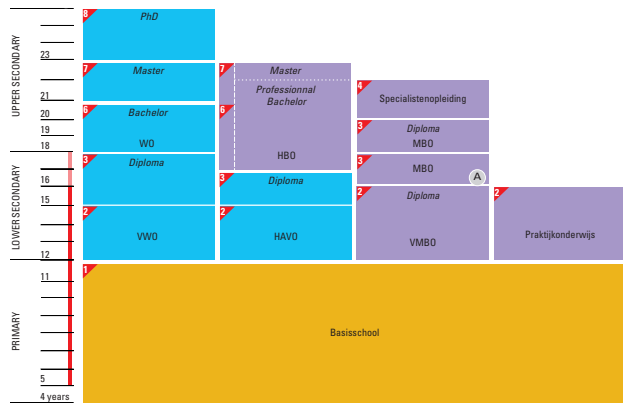 UPPER SECONDARY
LOWER SECONDARY
PRIMARY
23
21
20
19
18
16
15
12
11
5
4 years
8
PhD
7
Master
6
Bachelor
WO
3
Diploma
2
VWO
7
Master
Professionnal
Bachelor
6
HBO
3
Diploma
2
HAVO
4
Specialistenopleiding
3
Diploma
MBO
3
MBO
A
2
Diploma
VMBO
2
Praktijkonderwijs
1
Basisschool